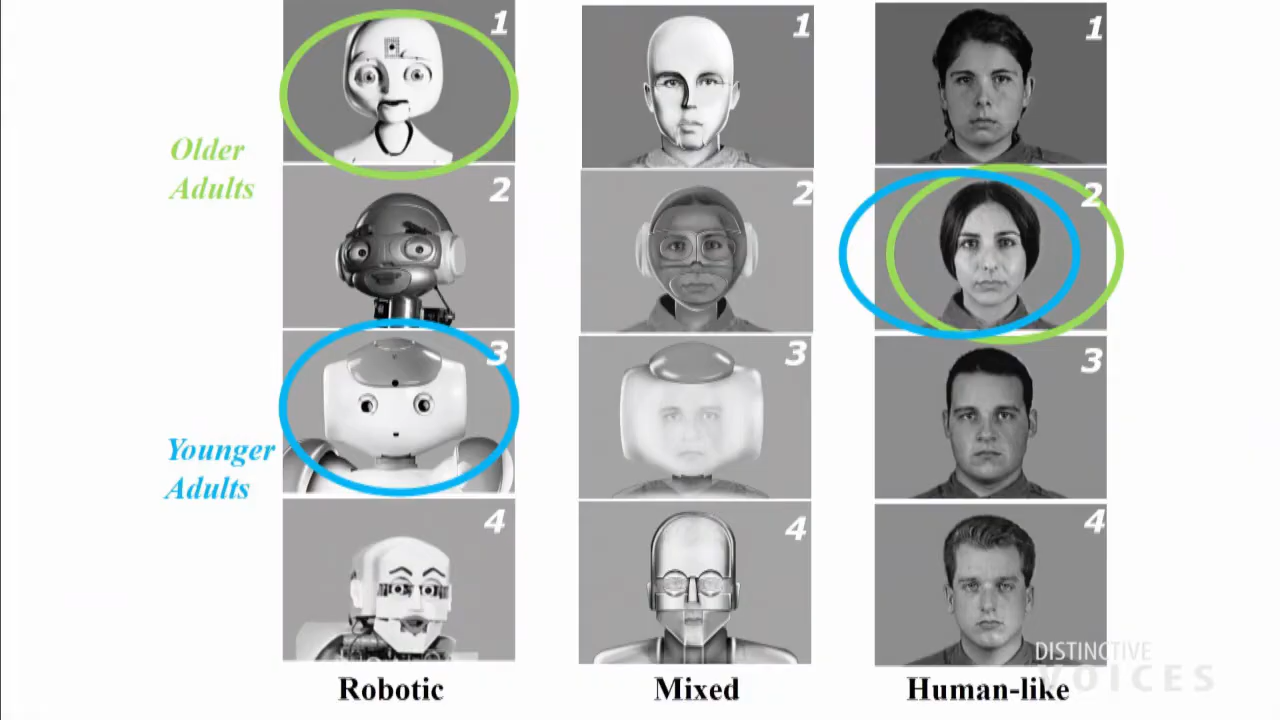 1
1
1
Older
Adults
2
2
2
3
3
3
Younger
Adults
4
4
4
DISTINCTIVE
VOICES
Robotic
Mixed
Human-like